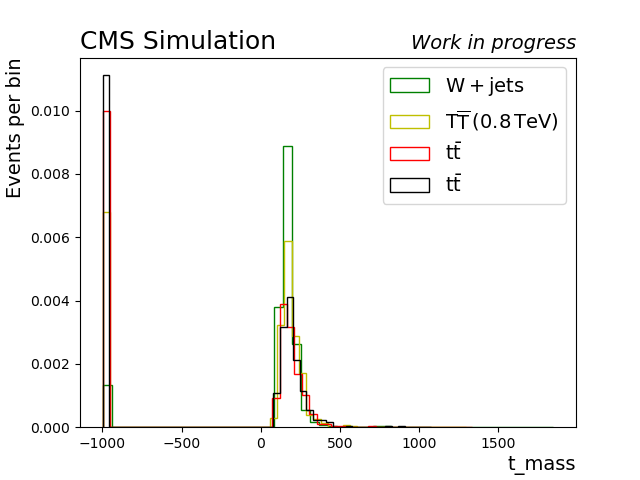 CMS Simulation Work in progress
Events per bin
0.010
0.008
0.006
0.004
0.002
0.000
W + jets
TT̅ (0.8 TeV)
tt̄
tt̄
−1000 −500 0 500 1000 1500
t_mass